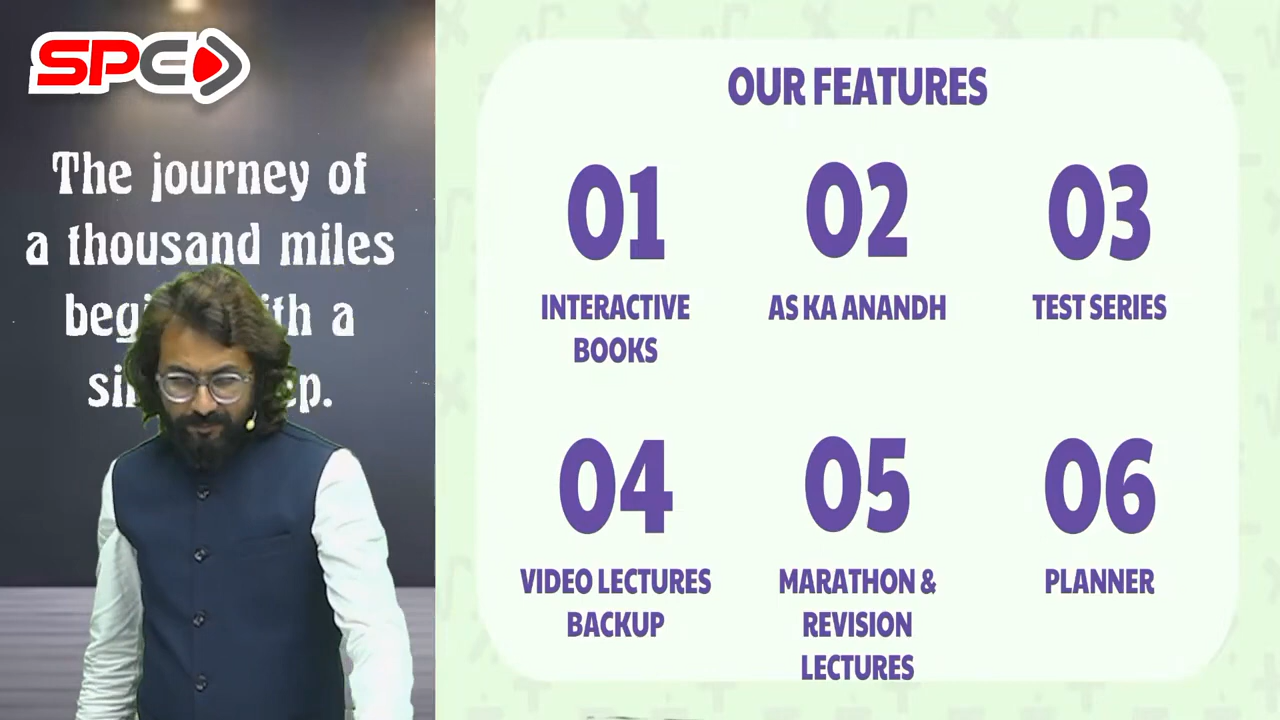 SPED
The journey of
a thousand miles
a
OUR FEATURES
01
INTERACTIVE
BOOKS
02
AS KA ANANDH
03
TEST SERIES
04
VIDEO LECTURES
BACKUP
05
MARATHON &
REVISION
LECTURES
06
PLANNER